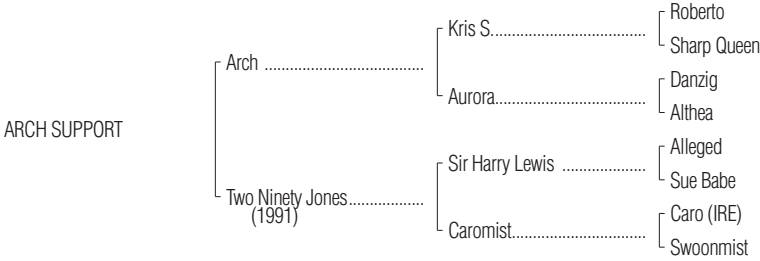 Roberto
Kris S.....................................
Sharp Queen
Arch ......................................
Danzig
Aurora....................................
Althea
ARCH SUPPORT
Alleged
Sir Harry Lewis ....................
Sue Babe
Two Ninety Jones..................
(1991)
Caro (IRE)
Caromist................................
Swoonmist